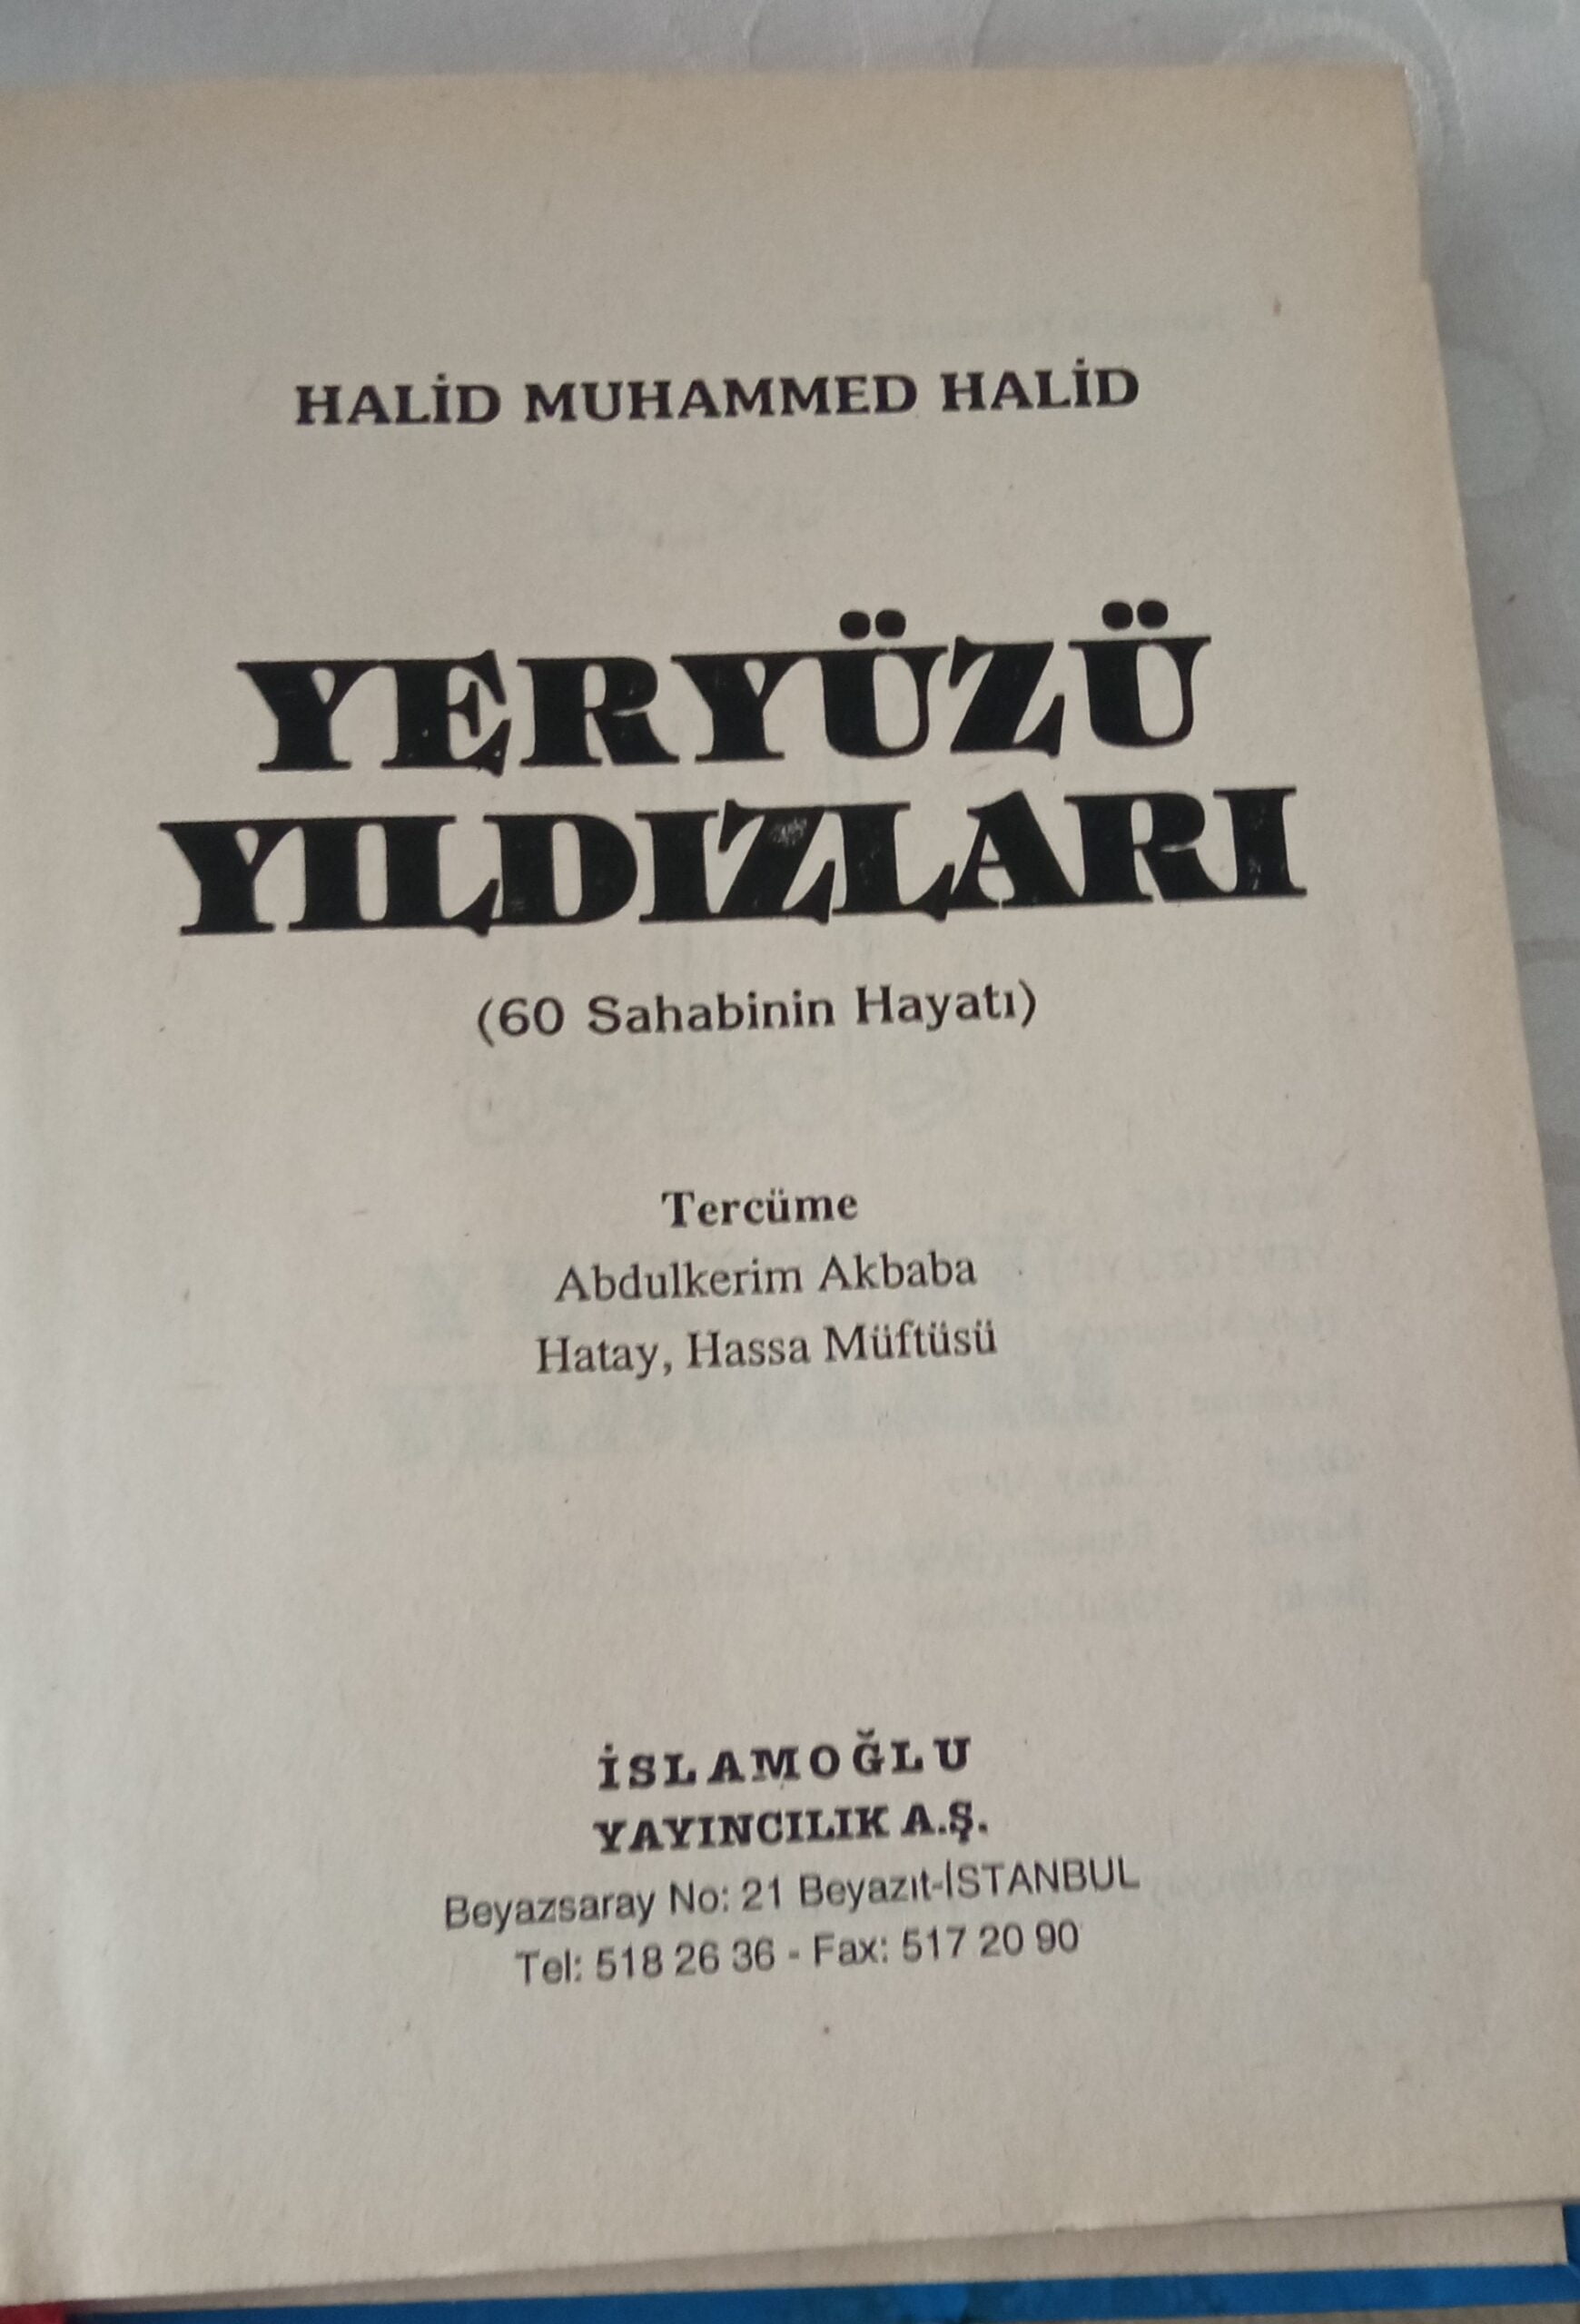 HALİD MUHAMMED HALİD
YERYÜZÜ
YILDIZLARI
(60 Sahabinin Hayatı)
Tercüme
Abdulkerim Akbaba
Hatay, Hassa Müftüsü
İSLAMOĞLU
YAYINCILIK A.Ş.
Beyazsaray No: 21 Beyazıt-İSTANBUL
Tel: 518 26 36 - Fax: 517 20 90